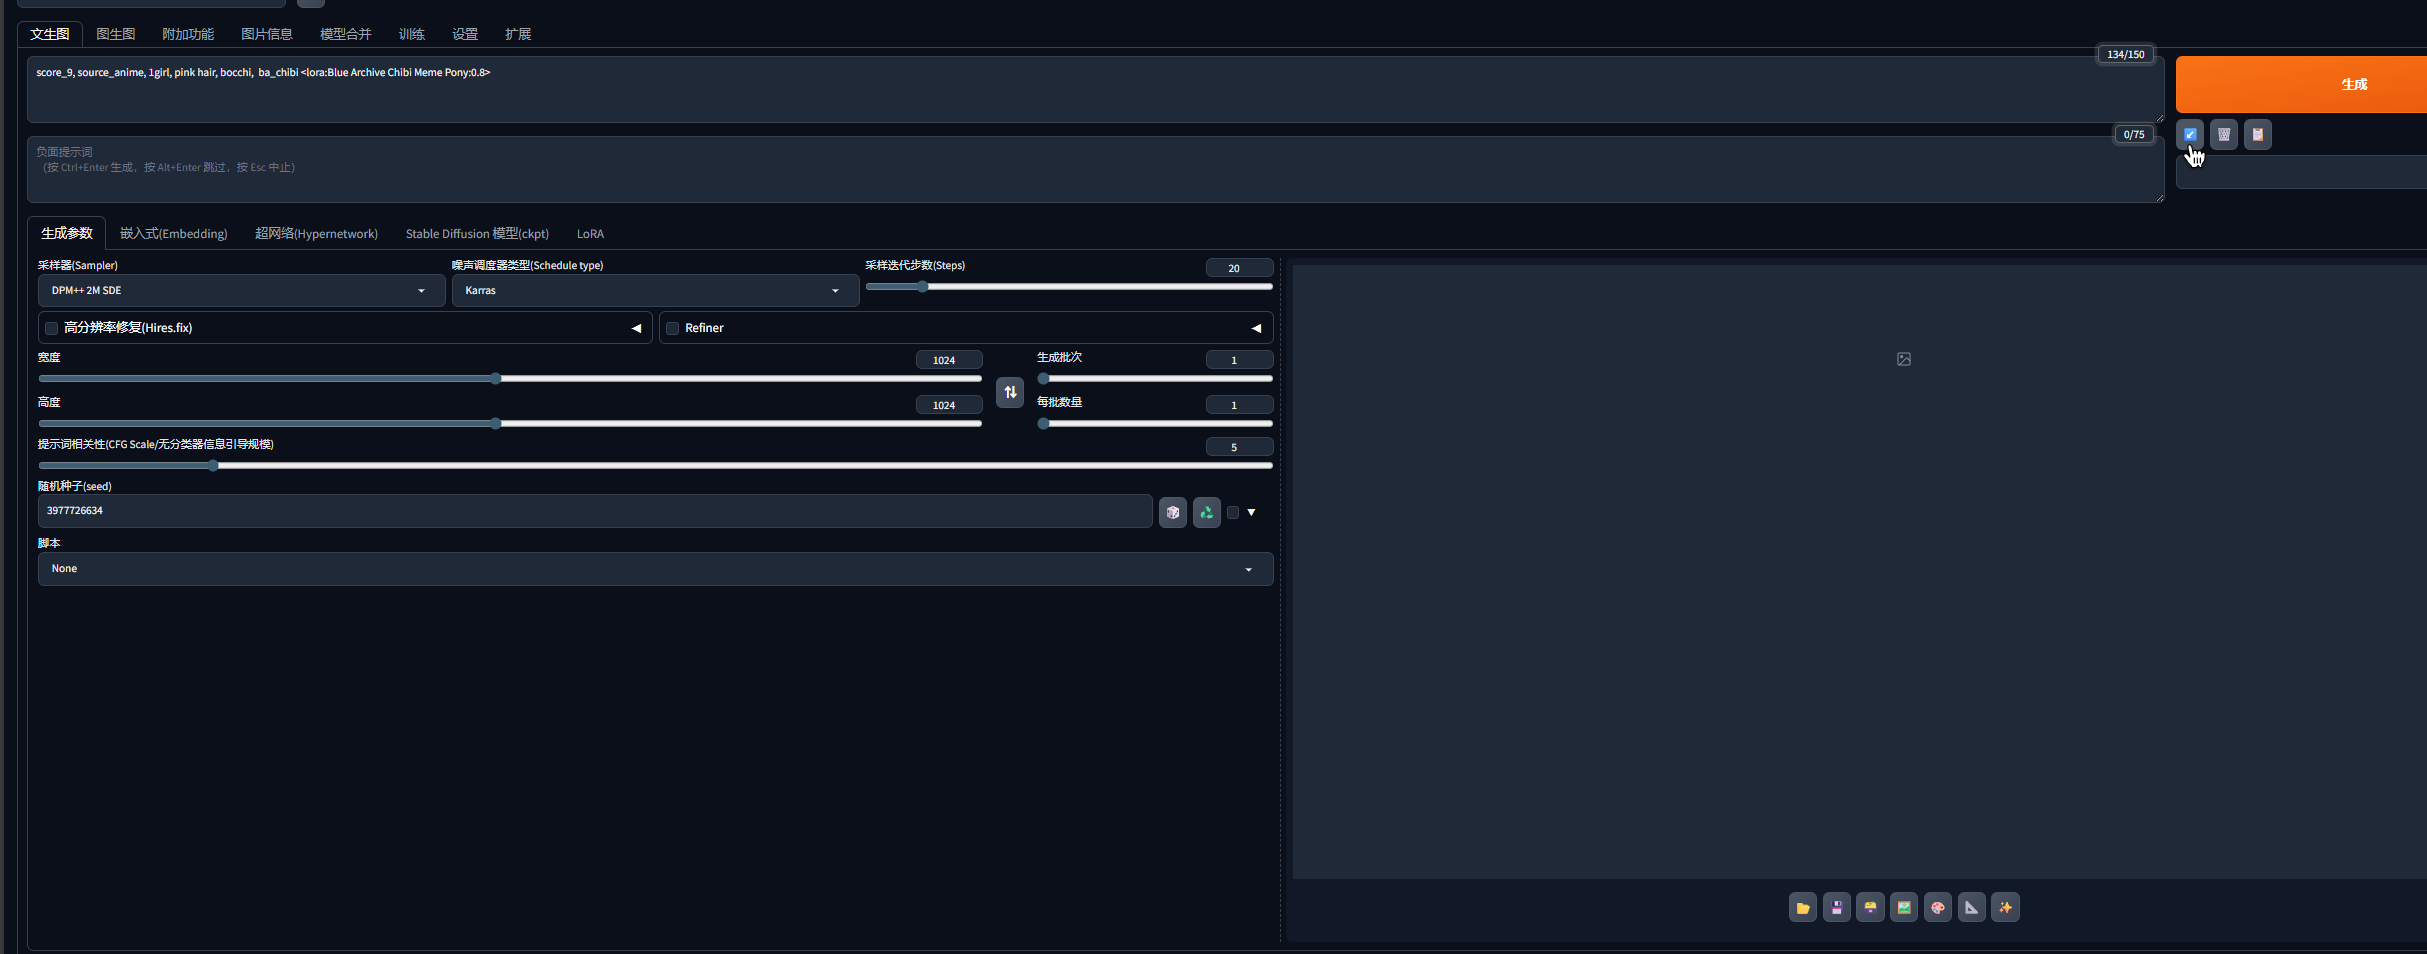 文生图 图生图 附加功能 图片信息 模型合并 训练 设置 扩展
134/150
score_9, source_anime, 1girl, pink hair, bocchi,  ba_chibi <lora:Blue Archive Chibi Meme Pony:0.8>
生成
0/75
负面提示词
(按 Ctrl+Enter 生成，按 Alt+Enter 跳过，按 Esc 中止)
生成参数 嵌入式(Embedding) 超网络(Hypernetwork) Stable Diffusion 模型(ckpt) LoRA
采样器(Sampler) 噪声调度器类型(Schedule type) 采样迭代步数(Steps) 20
DPM++ 2M SDE Karras
高分辨率修复(Hires.fix) Refiner
宽度 1024 生成批次 1
高度 1024 每批数量 1
提示词相关性(CFG Scale/无分类器信息引导规模) 5
随机种子(seed)
3977726634
脚本
None